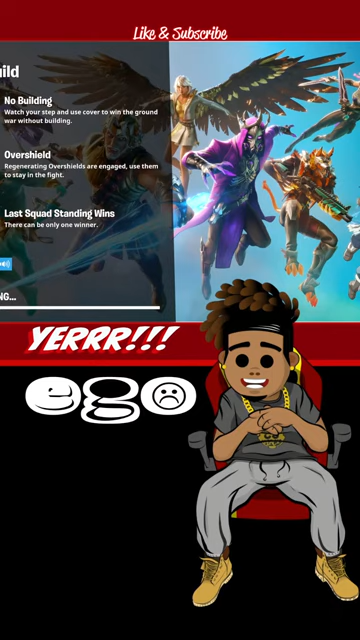 Like & Subscribe
uild
No Building
Watch your step and use cover to win the ground
war without building.
Overshield
Regenerating Overshields are engaged, use them
to stay in the fight.
Last Squad Standing Wins
There can be only one winner.
NG...
YERRR!!!
ego